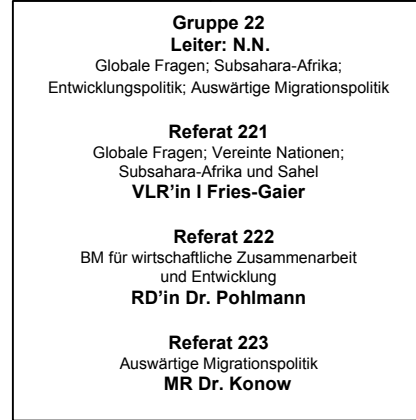 Gruppe 22
Leiter: N.N.
Globale Fragen; Subsahara-Afrika;
Entwicklungspolitik; Auswärtige Migrationspolitik
Referat 221
Globale Fragen; Vereinte Nationen;
Subsahara-Afrika und Sahel
VLR’in I Fries-Gaier
Referat 222
BM für wirtschaftliche Zusammenarbeit
und Entwicklung
RD’in Dr. Pohlmann
Referat 223
Auswärtige Migrationspolitik
MR Dr. Konow